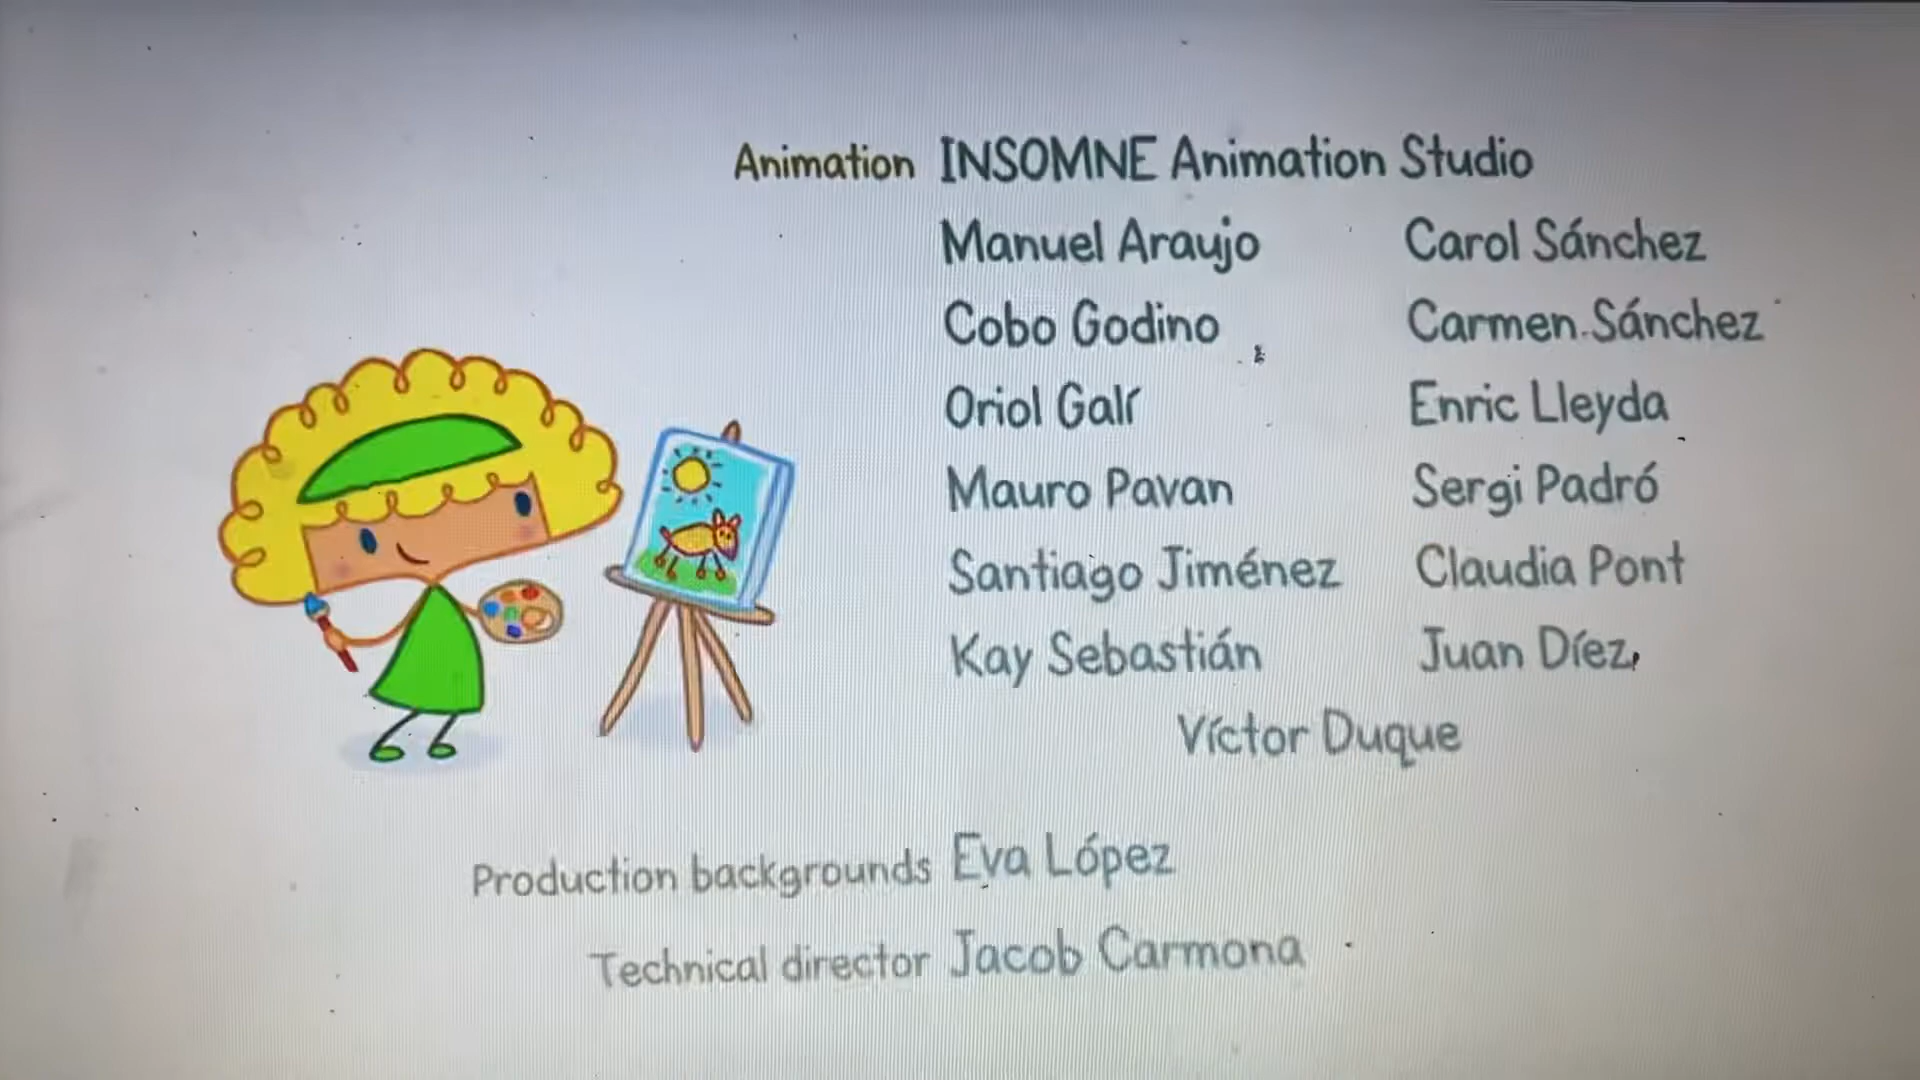 Animation INSOMNE Animation Studio
Manuel Araujo Carol Sánchez
Cobo Godino Carmen Sánchez
Oriol Galí Enric Lleyda
Mauro Pavan Sergi Padró
Santiago Jiménez Claudia Pont
Kay Sebastián Juan Díez
Víctor Duque
Production backgrounds Eva López
Technical director Jacob Carmona